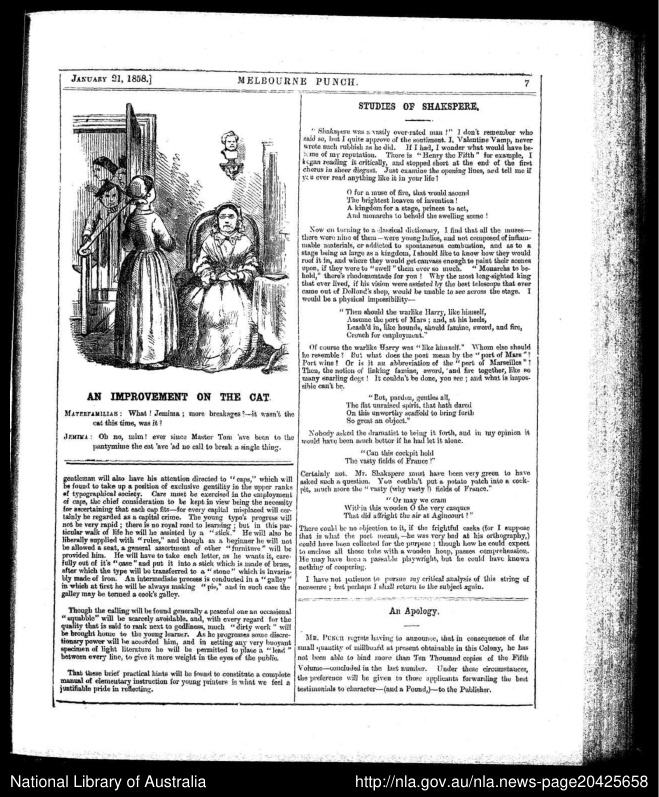 JANUARY 21, 1858.]
MELBOURNE PUNCH.
7
AN IMPROVEMENT ON THE CAT.
MATERFAMILIAS: What! Jemima; more breakages?—it wasn't the
cat this time, was it?
JEMIMA: Oh no, mim! ever since Master Tom 'ave been to the
pantymime the cat 'ave 'ad no call to break a single thing.
gentleman will also have his attention directed to "caps," which will
be found to take up a position of exclusive gentility in the upper ranks
of typographical society. Care must be exercised in the employment
of caps, the chief consideration to be kept in view being the necessity
for ascertaining that each cap fits—for every capital misplaced will cer-
tainly be regarded as a capital crime. The young typo's progress will
not be very rapid; there is no royal road to learning; but in this par-
ticular walk of life he will be assisted by a "stick." He will also be
liberally supplied with "rules," and though as a beginner he will not
be allowed a seat, a general assortment of other "furniture" will be
provided him. He will have to take each letter, as he wants it, care-
fully out of it's "case" and put it into a stick which is made of brass,
after which the type will be transferred to a "stone" which is invaria-
bly made of iron. An intermediate process is conducted in a "galley"
in which at first he will be always making "pie," and in such case the
galley may be termed a cook's galley.
Though the calling will be found generally a peaceful one an occasional
"squabble" will be scarcely avoidable, and, with every regard for the
quality that is said to rank next to godliness, much "dirty work" will
be brought home to the young learner. As he progresses some discre-
tionary power will be accorded him, and in setting any very buoyant
specimen of light literature he will be permitted to place a "lead"
between every line, to give it more weight in the eyes of the public.
That these brief practical hints will be found to constitute a complete
manual of elementary instruction for young printers is what we feel a
justifiable pride in reflecting.
STUDIES OF SHAKSPERE.
"Shakspere was a vastly over-rated man!" I don't remember who
said so, but I quite approve of the sentiment. I, Valentine Vamp, never
wrote such rubbish as he did. If I had, I wonder what would have be-
come of my reputation. There is "Henry the Fifth" for example, I
began reading it critically, and stopped short at the end of the first
chorus in sheer disgust. Just examine the opening lines, and tell me if
you ever read anything like it in your life!
O for a muse of fire, that would ascend
The brightest heaven of invention!
A kingdom for a stage, princes to act,
And monarchs to behold the swelling scene!
Now on turning to a classical dictionary, I find that all the muses—
there were nine of them—were young ladies, and not composed of inflam-
mable materials, or addicted to spontaneous combustion, and as to a
stage being as large as a kingdom, I should like to know how they would
roof it in, and where they would get canvass enough to paint their scenes
upon, if they were to "swell" them ever so much. "Monarchs to be-
hold," there's rhodomontade for you! Why the most long-sighted king
that ever lived, if his vision were assisted by the best telescope that ever
came out of Dolland's shop, would be unable to see across the stage. I
would be a physical impossibility—
"Then should the warlike Harry, like himself,
Assume the port of Mars; and, at his heels,
Leash'd in, like hounds, should famine, sword, and fire,
Crouch for employment."
Of course the warlike Harry was "like himself." Whom else should
he resemble? But what does the poet mean by the "port of Mars"?
Port wine! Or is it an abbreviation of the "port of Marseilles"?
Then, the notion of linking famine, sword, and fire together, like so
many snarling dogs! It couldn't be done, you see; and what is impos-
sible can't be.
"But, pardon, gentles all,
The flat unraised spirit, that hath dared
On this unworthy scaffold to bring forth
So great an object."
Nobody asked the dramatist to bring it forth, and in my opinion it
would have been much better if he had let it alone.
"Can this cockpit hold
The vasty fields of France?"
Certainly not. Mr. Shakspere must have been very green to have
asked such a question. You couldn't put a potato patch into a cock-
pit, much more the "vasty (why vasty?) fields of France."
"Or may we cram
Within this wooden O the very casques
That did affright the air at Agincourt?"
There could be no objection to it, if the frightful casks (for I suppose
that is what the poet meant,—he was very bad at his orthography,)
could have been collected for the purpose; though how he could expect
to enclose all those tubs with a wooden hoop, passes comprehension.
He may have been a passable playwright, but he could have known
nothing of coopering.
I have not patience to pursue my critical analysis of this string of
nonsense; but perhaps I shall return to the subject again.
An Apology.
MR. PUNCH regrets having to announce, that in consequence of the
small quantity of millboard at present obtainable in this Colony, he has
not been able to bind more than Ten Thousand copies of the Fifth
Volume—concluded in the last number. Under these circumstances,
the preference will be given to those applicants forwarding the best
testimonials to character—(and a Pound,)—to the Publisher.
National Library of Australia
http://nla.gov.au/nla.news-page20425658